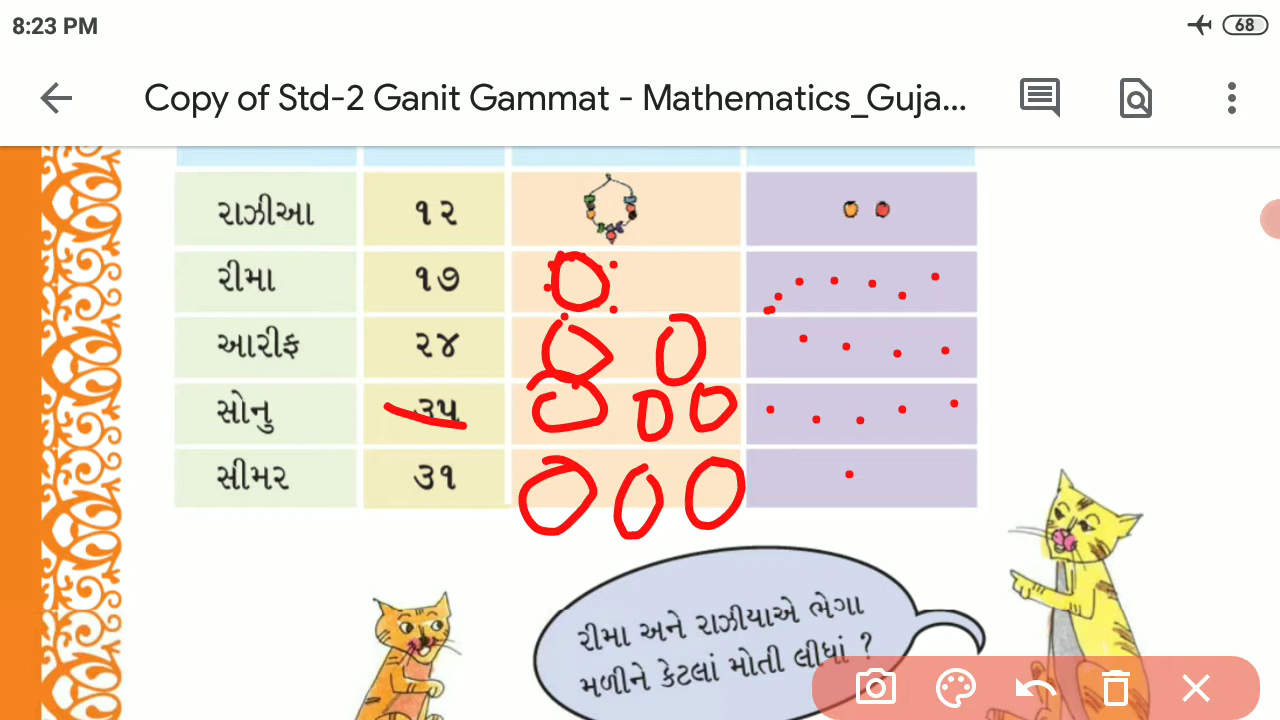 8:23 PM
68
Copy of Std-2 Ganit Gammat - Mathematics_Guja...
રાઝીઆ ૧૨
રીમા ૧૭
આરીફ ૨૪
સોનુ ૩૫
સીમર ૩૧
રીમા અને રાઝીયાએ ભેગા
મળીને કેટલાં મોતી લીધાં ?